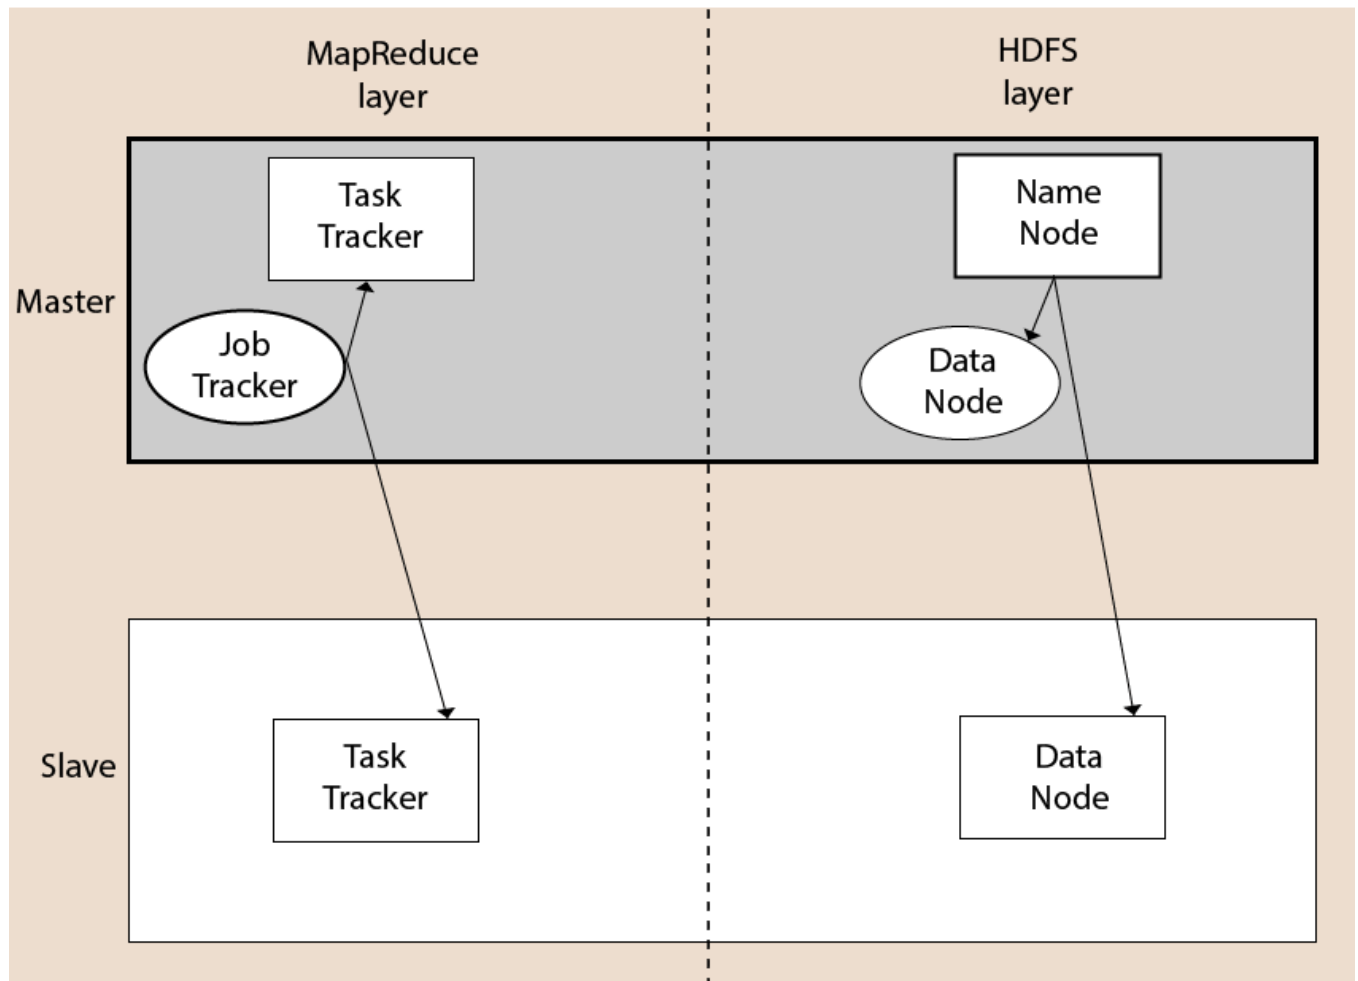 MapReduce
layer
HDFS
layer
Master
Task
Tracker
Job
Tracker
Name
Node
Data
Node
Slave
Task
Tracker
Data
Node